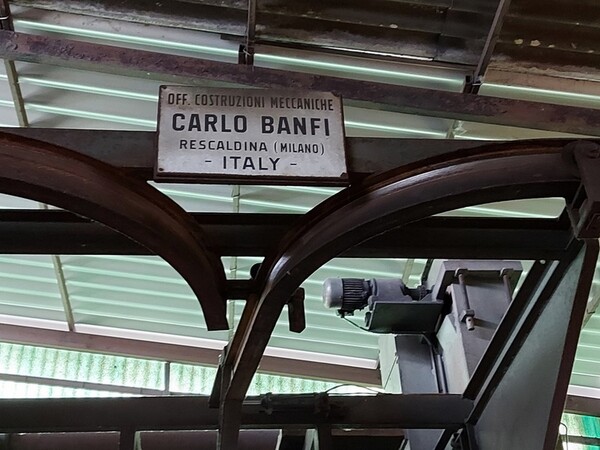 OFF. COSTRUZIONI MECCANICHE
CARLO BANFI
RESCALDINA (MILANO)
- ITALY -